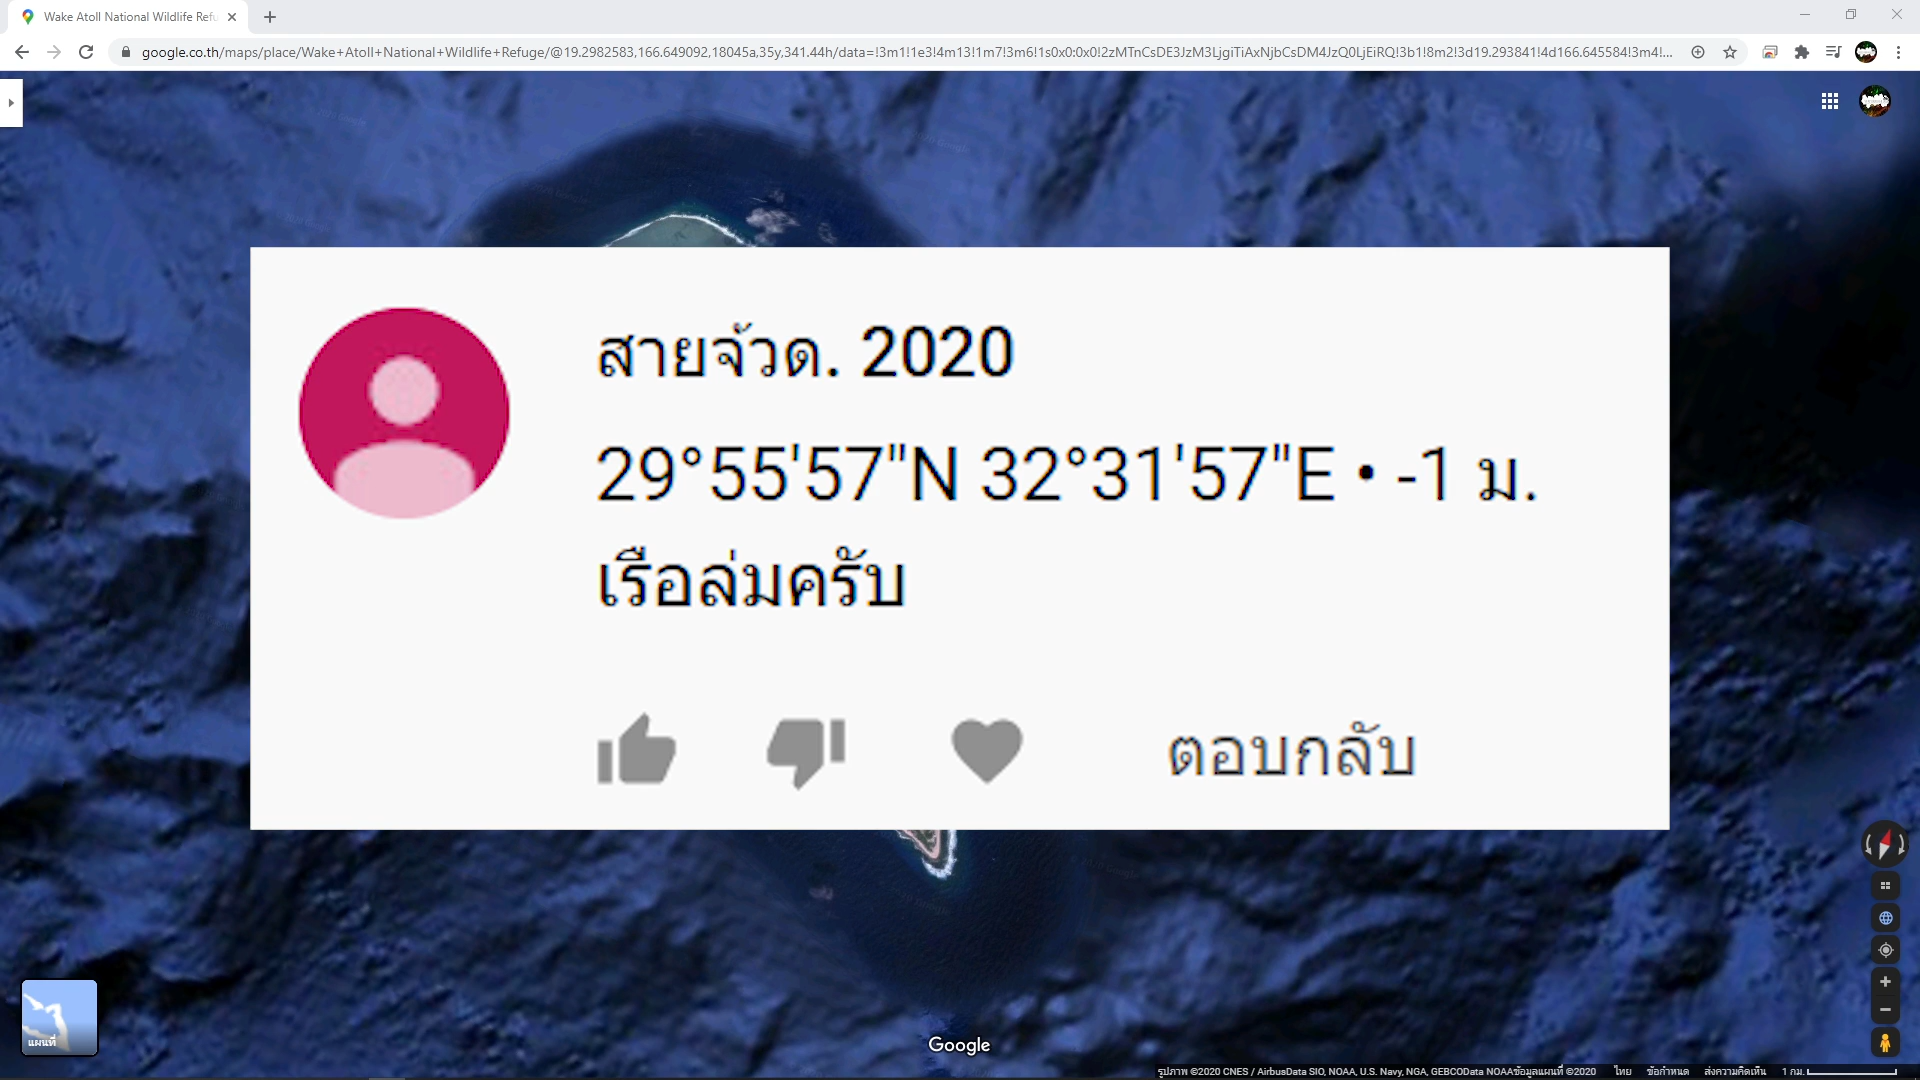 Wake Atoll National Wildlife Refu
google.co.th/maps/place/Wake+Atoll+National+Wildlife+Refuge/@19.2982583,166.649092,18045a,35y,341.44h/data=!3m1!1e3!4m13!1m7!3m6!1s0x0:0x0!2zMTnCsDE3JzM3LjgiTiAxNjbCsDM4JzQ0LjEiRQ!3b1!8m2!3d19.293841!4d166.645584!3m4!...
สายจ้วด. 2020
29°55'57"N 32°31'57"E • -1 ม.
เรือล่มครับ
ตอบกลับ
แผนที่
Google
รูปภาพ ©2020 CNES / AirbusData SIO, NOAA, U.S. Navy, NGA, GEBCOData NOAAข้อมูลแผนที่ ©2020 ไทย ข้อกำหนด ส่งความคิดเห็น 1 กม.